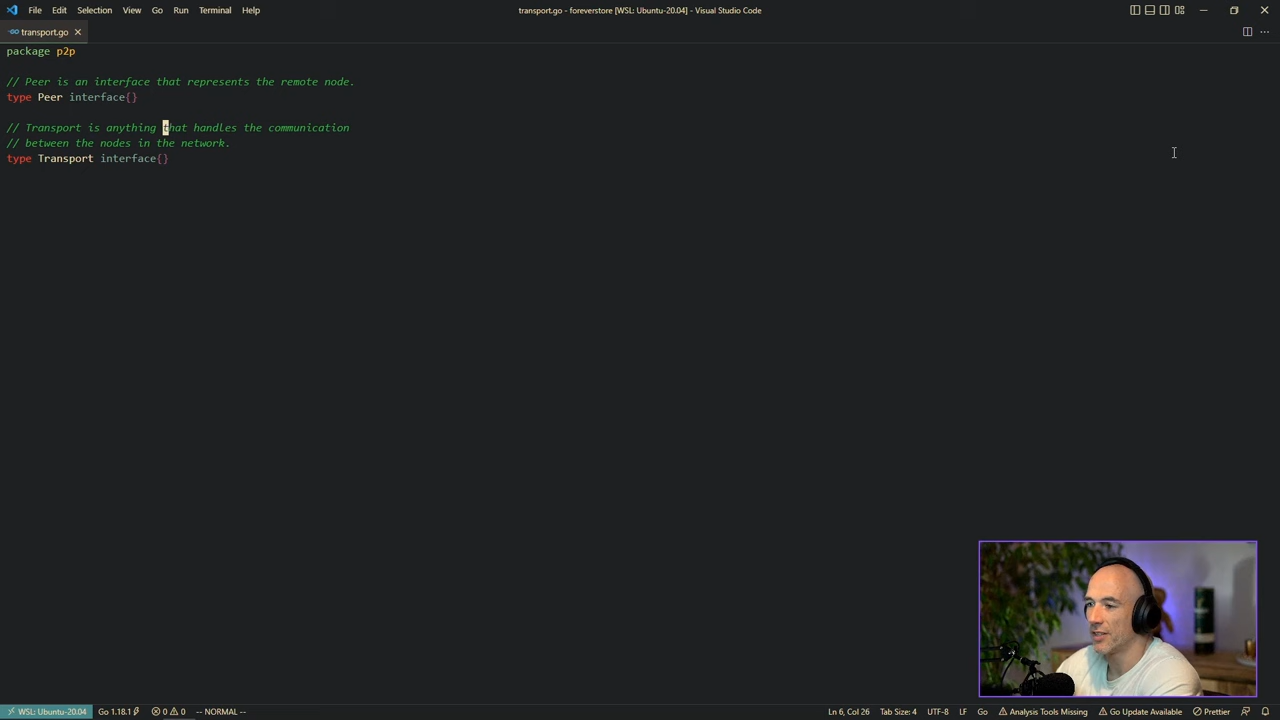 File Edit Selection View Go Run Terminal Help
transport.go - foreverstore [WSL: Ubuntu-20.04] - Visual Studio Code
transport.go
package p2p
// Peer is an interface that represents the remote node.
type Peer interface{}
// Transport is anything that handles the communication
// between the nodes in the network.
type Transport interface{}
WSL: Ubuntu-20.04 Go 1.18.1 0 0 -- NORMAL -- Ln 6, Col 26 Tab Size: 4 UTF-8 LF Go Analysis Tools Missing Go Update Available Prettier